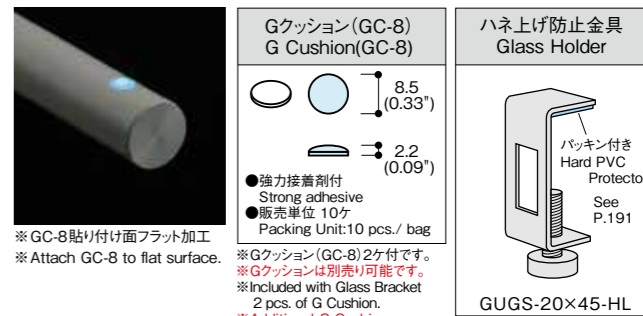 ※GC-8貼り付け面フラット加工
※Attach GC-8 to flat surface.
Gクッション(GC-8)
G Cushion(GC-8)
8.5
(0.33")
2.2
(0.09")
●強力接着剤付
Strong adhesive
●販売単位 10ケ
Packing Unit:10 pcs./ bag
※Gクッション(GC-8)2ケ付です。
※Gクッションは別売り可能です。
※Included with Glass Bracket
2 pcs. of G Cushion.
ハネ上げ防止金具
Glass Holder
パッキン付き
Hard PVC
Protecto
See
P.191
GUGS-20×45-HL